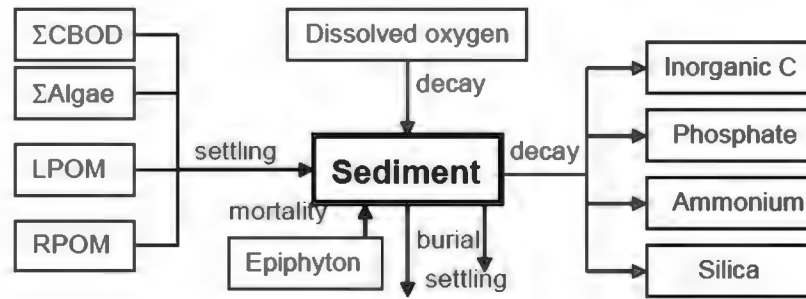 ΣCBOD
Dissolved oxygen
Inorganic C
ΣAlgae
decay
Phosphate
settling
decay
LPOM
Sediment
Ammonium
mortality
burial
RPOM
Epiphyton
settling
Silica